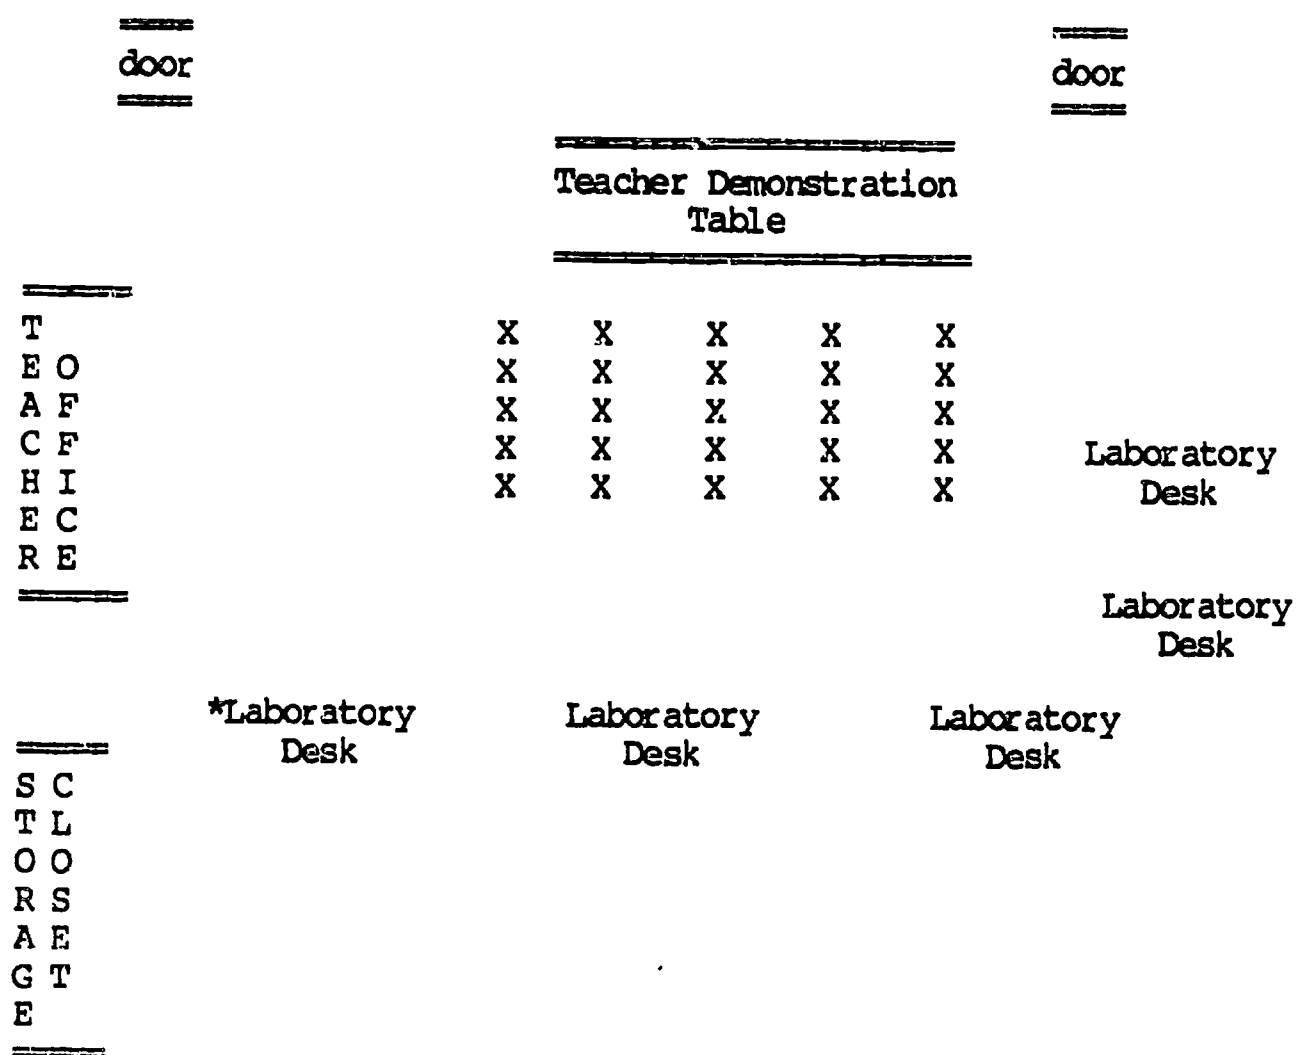 door door
Teacher Demonstration
Table
T
E O
A F
C F
H I
E C
R E
X X X X X
X X X X X
X X X X X
X X X X X
X X X X X
Laboratory
Desk
Laboratory
Desk
*Laboratory
Desk
Laboratory
Desk
Laboratory
Desk
S C
T L
O O
R S
A E
G T
E